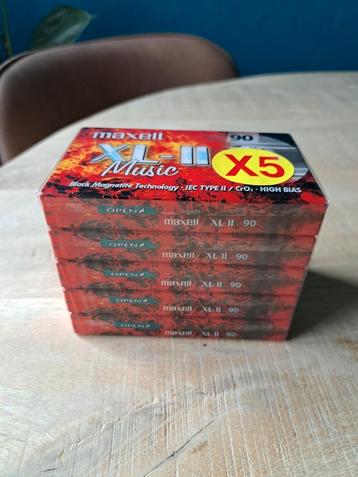 maxell
90
XL-II
Music
X5
Black Magnetite Technology · IEC TYPE II / CrO₂ · HIGH BIAS
OPEN maxell XL-II 90
OPEN maxell XL-II 90
OPEN maxell XL-II 90
OPEN maxell XL-II 90
OPEN maxell XL-II 90